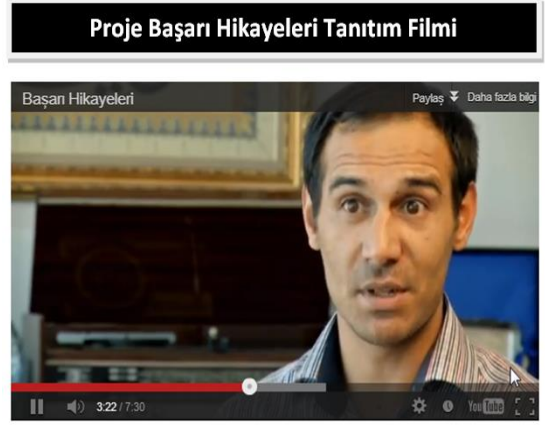 Proje Başarı Hikayeleri Tanıtım Filmi
Başarı Hikayeleri
Paylaş
Daha fazla bilgi
3:22 / 7:30
YouTube